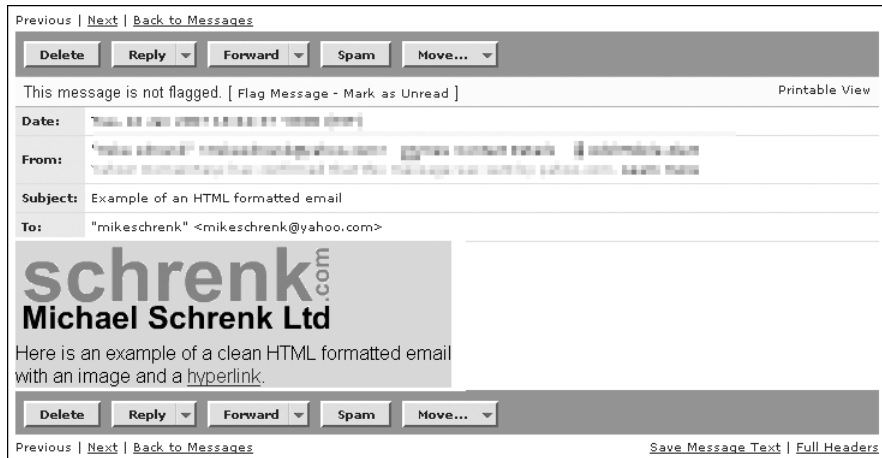 Previous | Next | Back to Messages
Delete Reply Forward Spam Move...
This message is not flagged. [ Flag Message - Mark as Unread ] Printable View
Date:
From:
Subject: Example of an HTML formatted email
To: "mikeschrenk" <mikeschrenk@yahoo.com>
schrenk.com
Michael Schrenk Ltd
Here is an example of a clean HTML formatted email
with an image and a hyperlink.
Delete Reply Forward Spam Move...
Previous | Next | Back to Messages Save Message Text | Full Headers